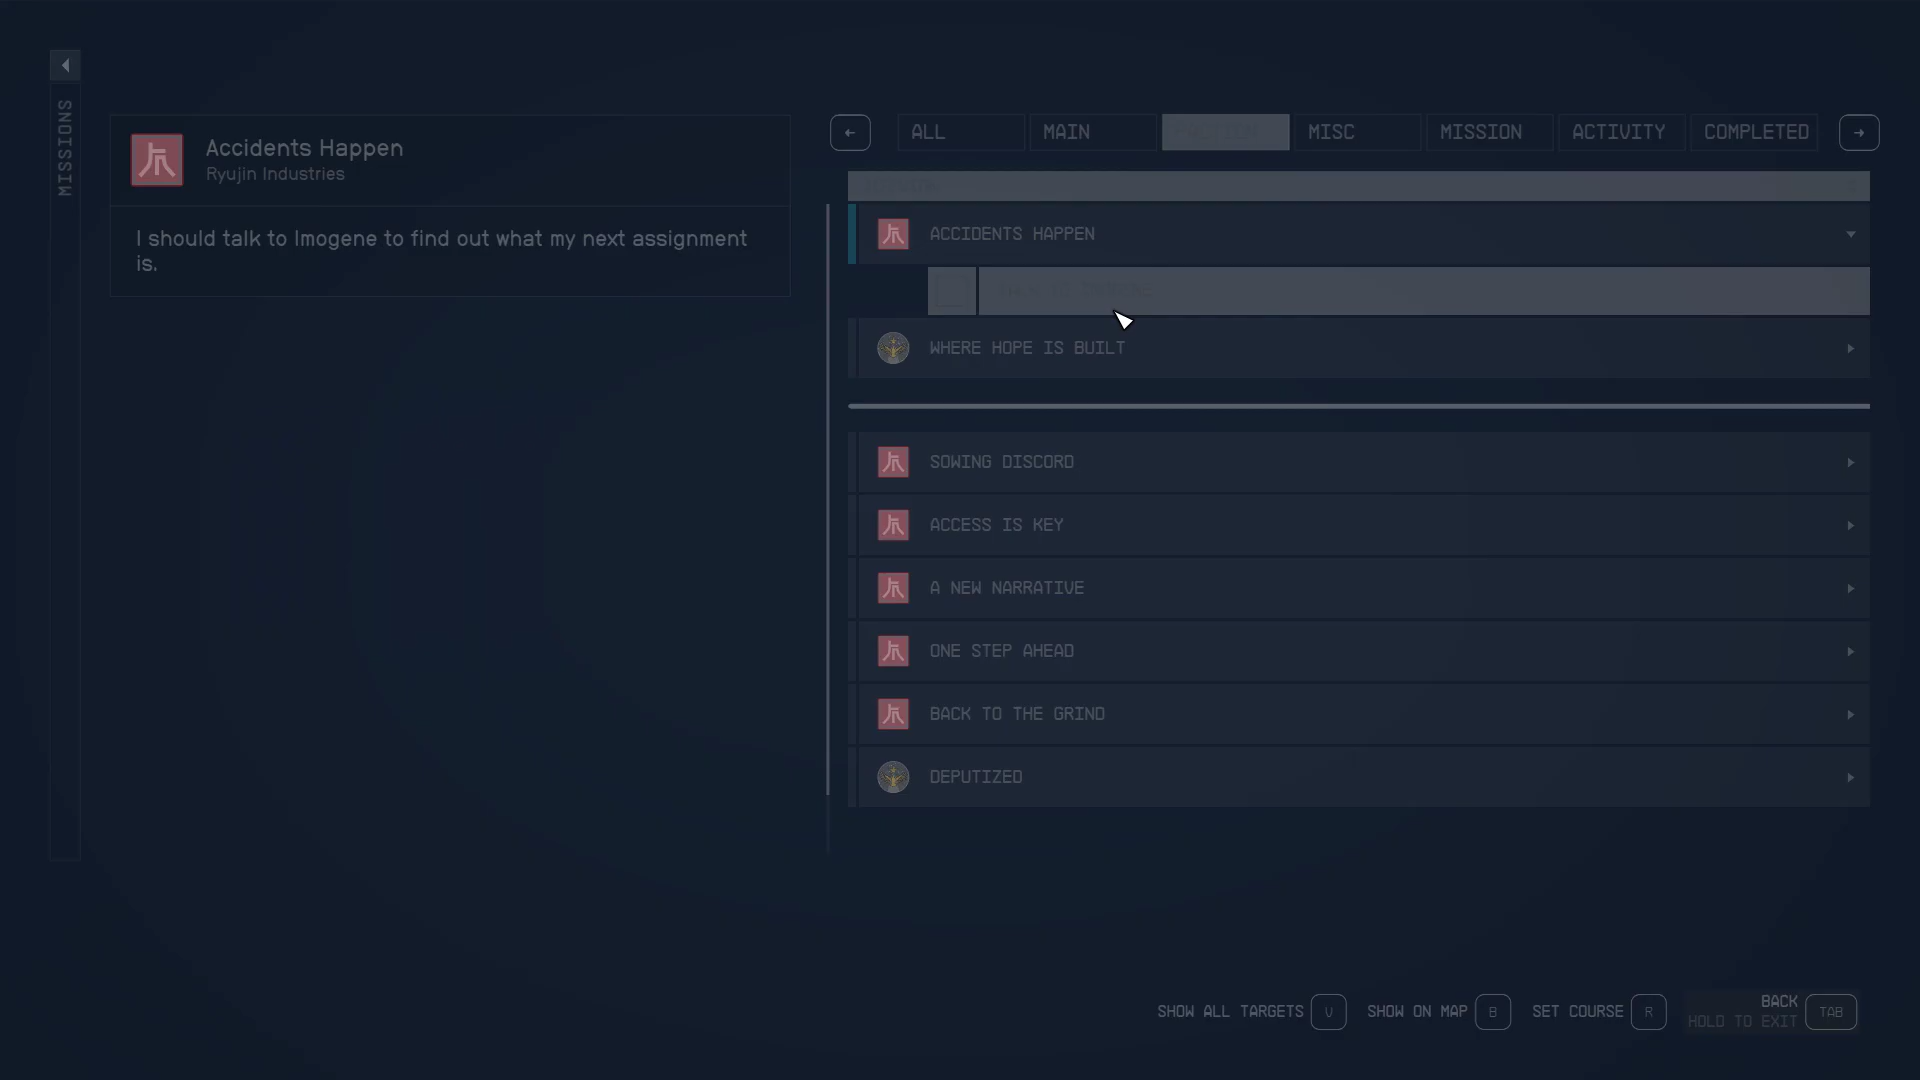 MISSIONS
Accidents Happen
Ryujin Industries
I should talk to Imogene to find out what my next assignment
is.
ALL
MAIN
FACTION
MISC
MISSION
ACTIVITY
COMPLETED
ACCIDENTS HAPPEN
WHERE HOPE IS BUILT
SOWING DISCORD
ACCESS IS KEY
A NEW NARRATIVE
ONE STEP AHEAD
BACK TO THE GRIND
DEPUTIZED
SHOW ALL TARGETS V
SHOW ON MAP B
SET COURSE R
BACK
HOLD TO EXIT
TAB